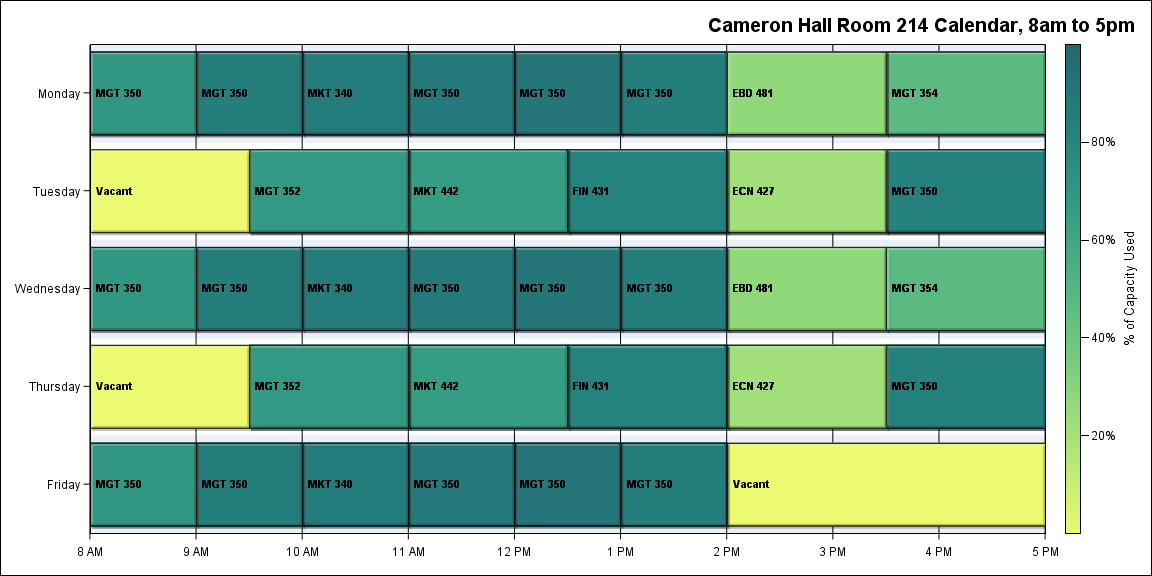 Cameron Hall Room 214 Calendar, 8am to 5pm
Monday
MGT 350
MGT 350
MKT 340
MGT 350
MGT 350
MGT 350
EBD 481
MGT 354
Tuesday
Vacant
MGT 352
MKT 442
FIN 431
ECN 427
MGT 350
Wednesday
MGT 350
MGT 350
MKT 340
MGT 350
MGT 350
MGT 350
EBD 481
MGT 354
Thursday
Vacant
MGT 352
MKT 442
FIN 431
ECN 427
MGT 350
Friday
MGT 350
MGT 350
MKT 340
MGT 350
MGT 350
MGT 350
Vacant
8 AM
9 AM
10 AM
11 AM
12 PM
1 PM
2 PM
3 PM
4 PM
5 PM
80%
60%
40%
20%
% of Capacity Used